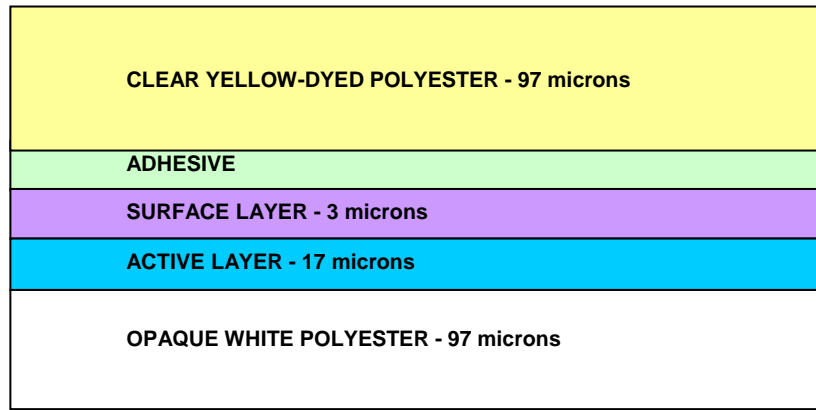 CLEAR YELLOW-DYED POLYESTER - 97 microns
ADHESIVE
SURFACE LAYER - 3 microns
ACTIVE LAYER - 17 microns
OPAQUE WHITE POLYESTER - 97 microns